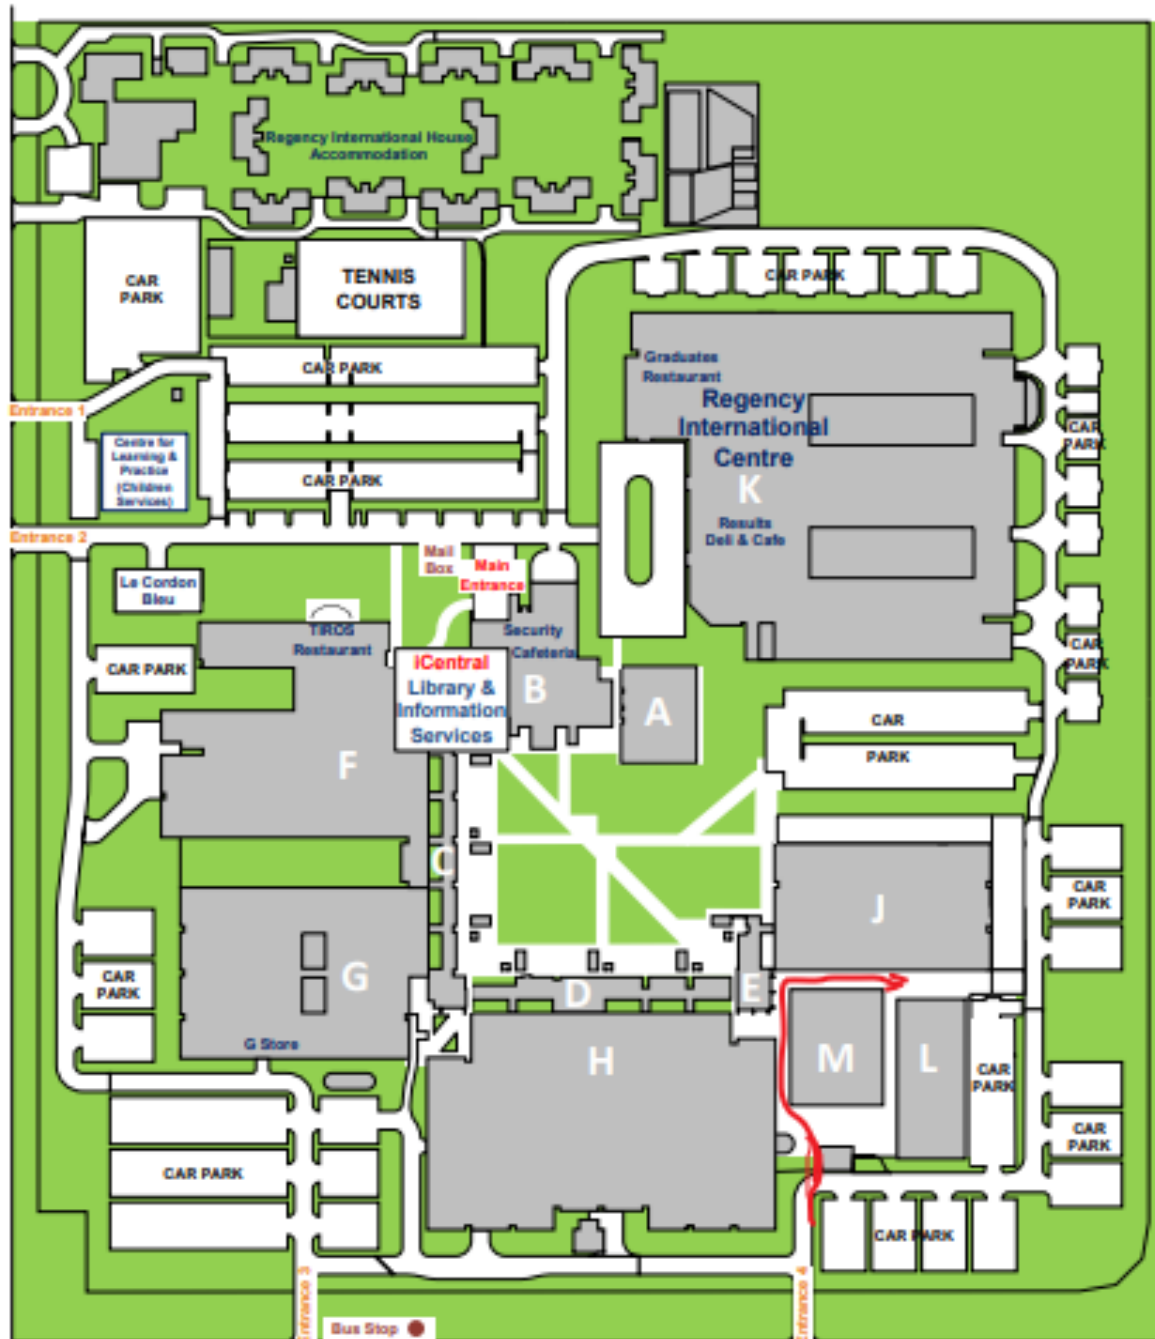 Regency International House
Accommodation
CAR
PARK
TENNIS
COURTS
CAR PARK
CAR PARK
Graduates
Restaurant
Entrance 1
Regency
International
Centre
CAR
PARK
Centre for
Learning &
Practice
(Children
Services)
CAR PARK
K
Results
Deli & Cafe
Entrance 2
Mail
Box
Main
Entrance
Le Cordon
Bleu
TIROS
Restaurant
Security
Cafeteria
CAR PARK
CAR
PARK
iCentral
Library &
Information
Services
B
A
CAR
PARK
F
C
J
CAR
PARK
G
CAR
PARK
D
E
G Store
H
M
L
CAR
PARK
CAR
PARK
CAR PARK
CAR PARK
Entrance 3
Entrance 4
Bus Stop